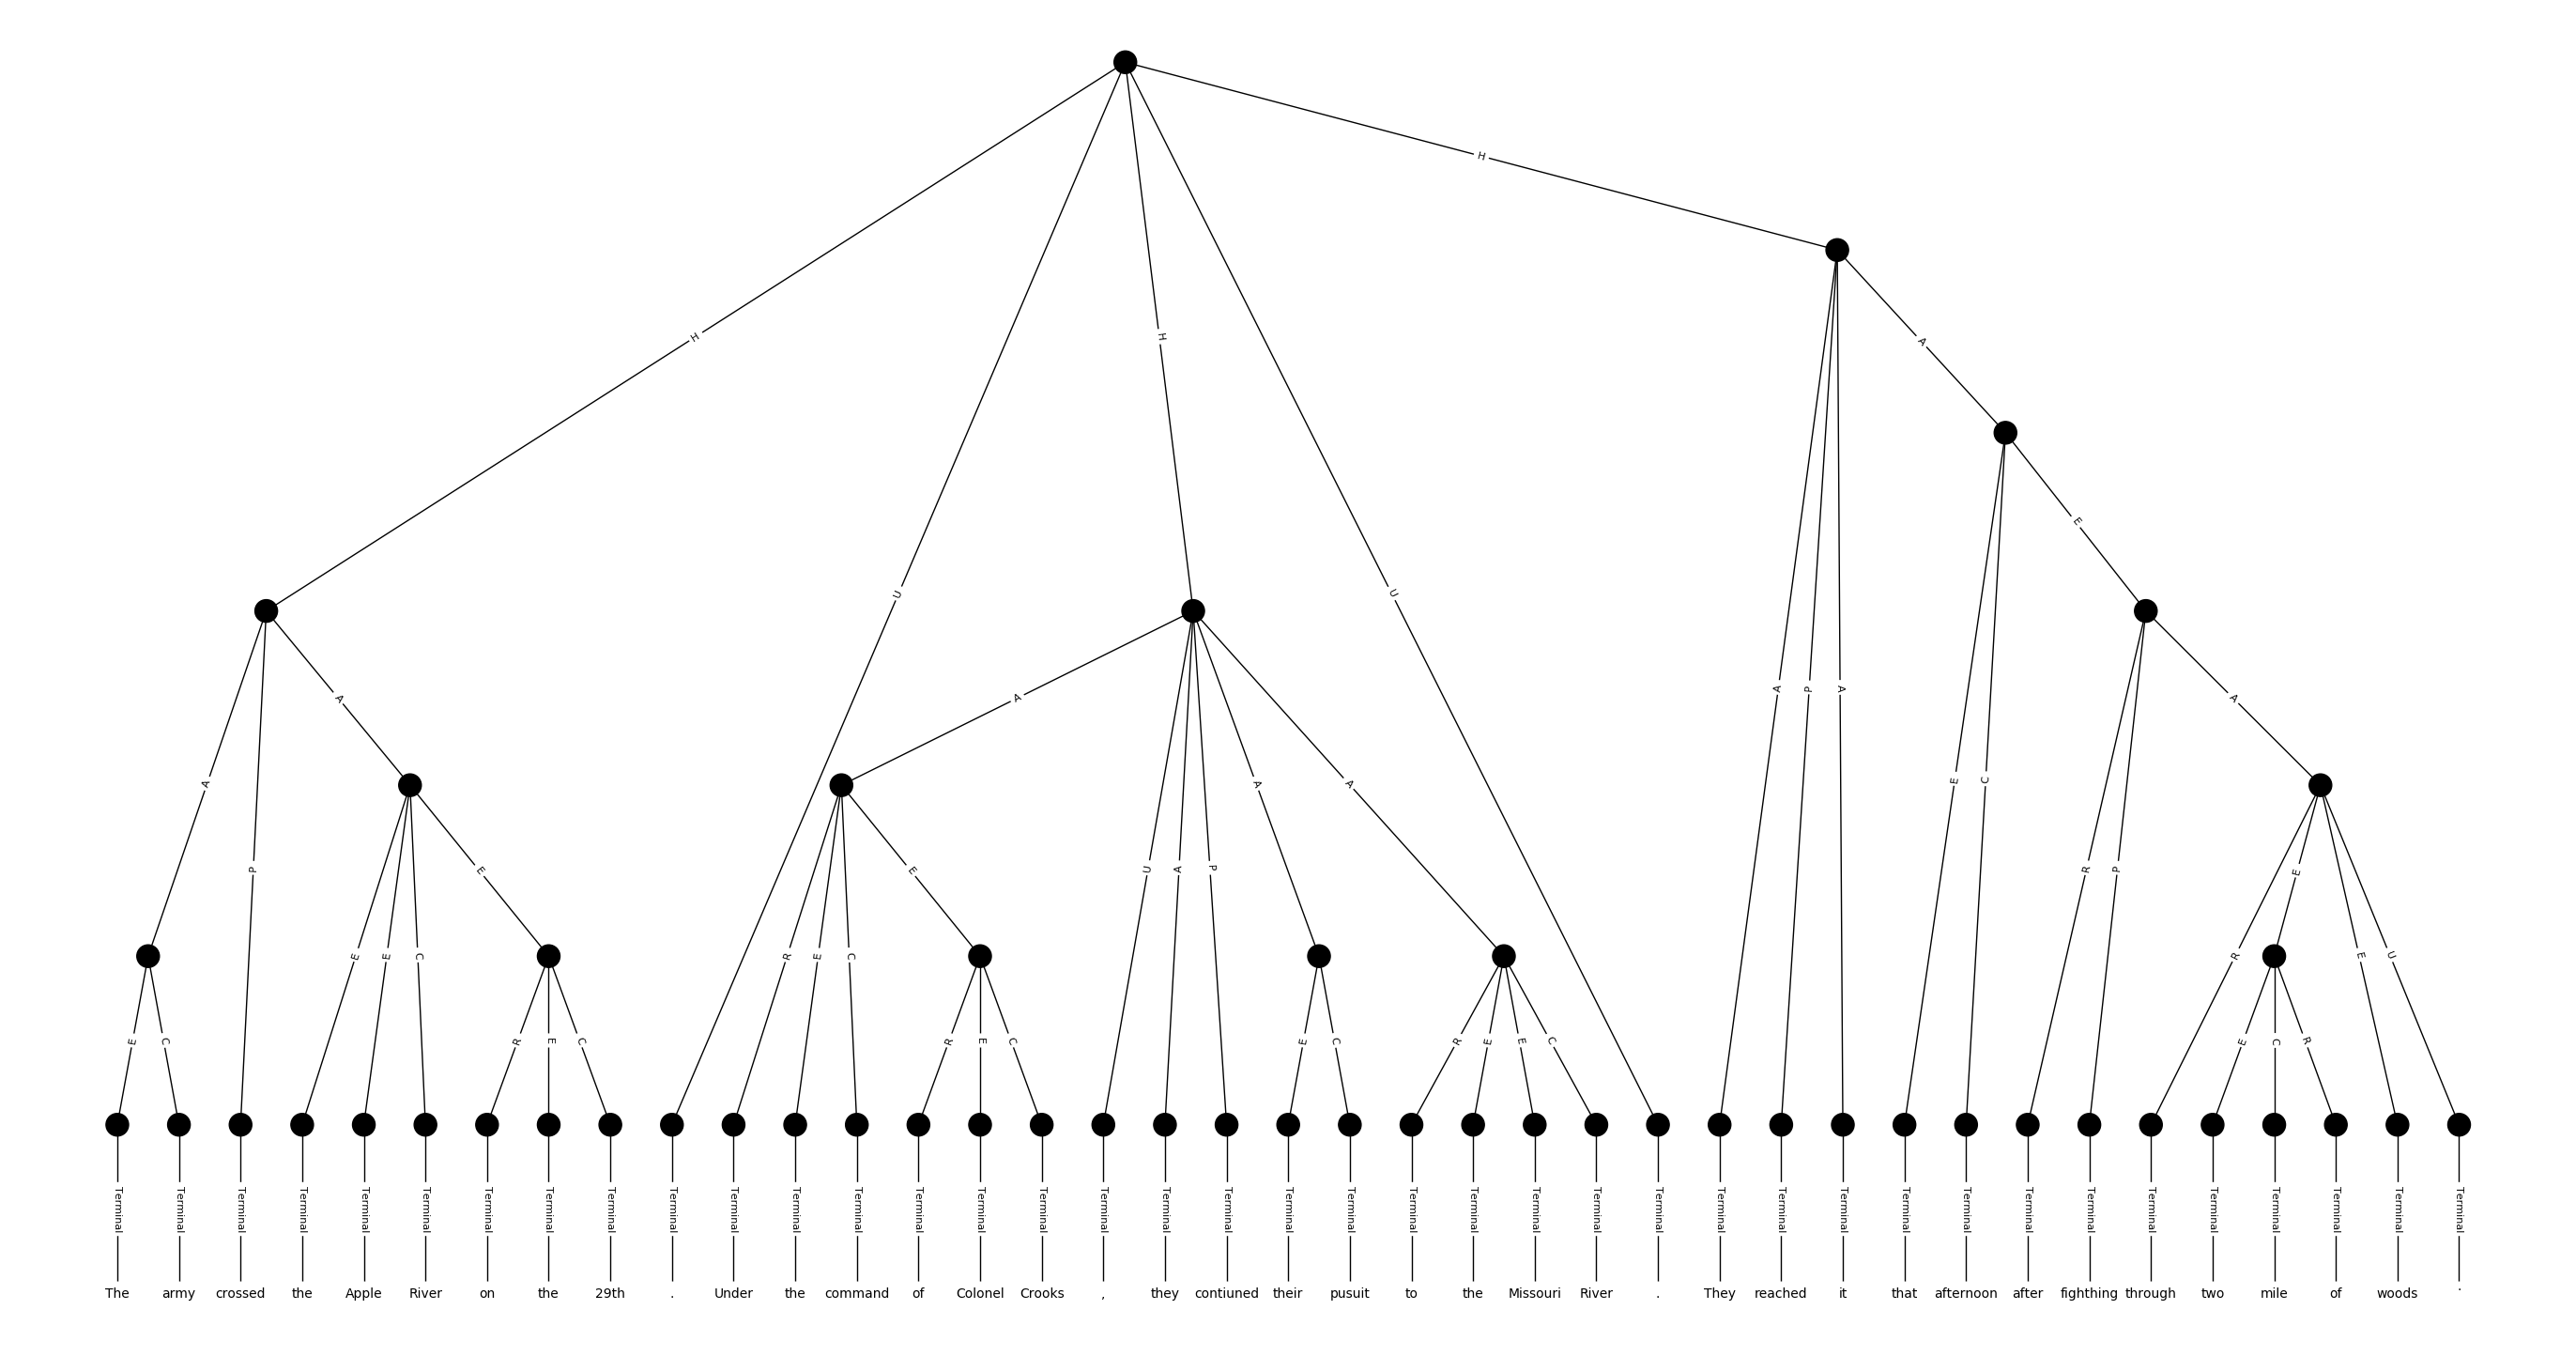 H
H
H
U
U
A
A
E
A
A
A
A
P
A
A
A
A
E
C
P
U
A
P
R
P
E
E
E
E
E
C
R
E
C
R
E
U
E
C
R
E
C
R
E
C
E
C
R
E
E
C
E
C
R
Terminal Terminal Terminal Terminal Terminal Terminal Terminal Terminal Terminal Terminal Terminal Terminal Terminal Terminal Terminal Terminal Terminal Terminal Terminal Terminal Terminal Terminal Terminal Terminal Terminal Terminal Terminal Terminal Terminal Terminal Terminal Terminal Terminal Terminal Terminal Terminal Terminal Terminal Terminal
The army crossed the Apple River on the 29th . Under the command of Colonel Crooks , they contiuned their pusuit to the Missouri River . They reached it that afternoon after fighthing through two mile of woods .